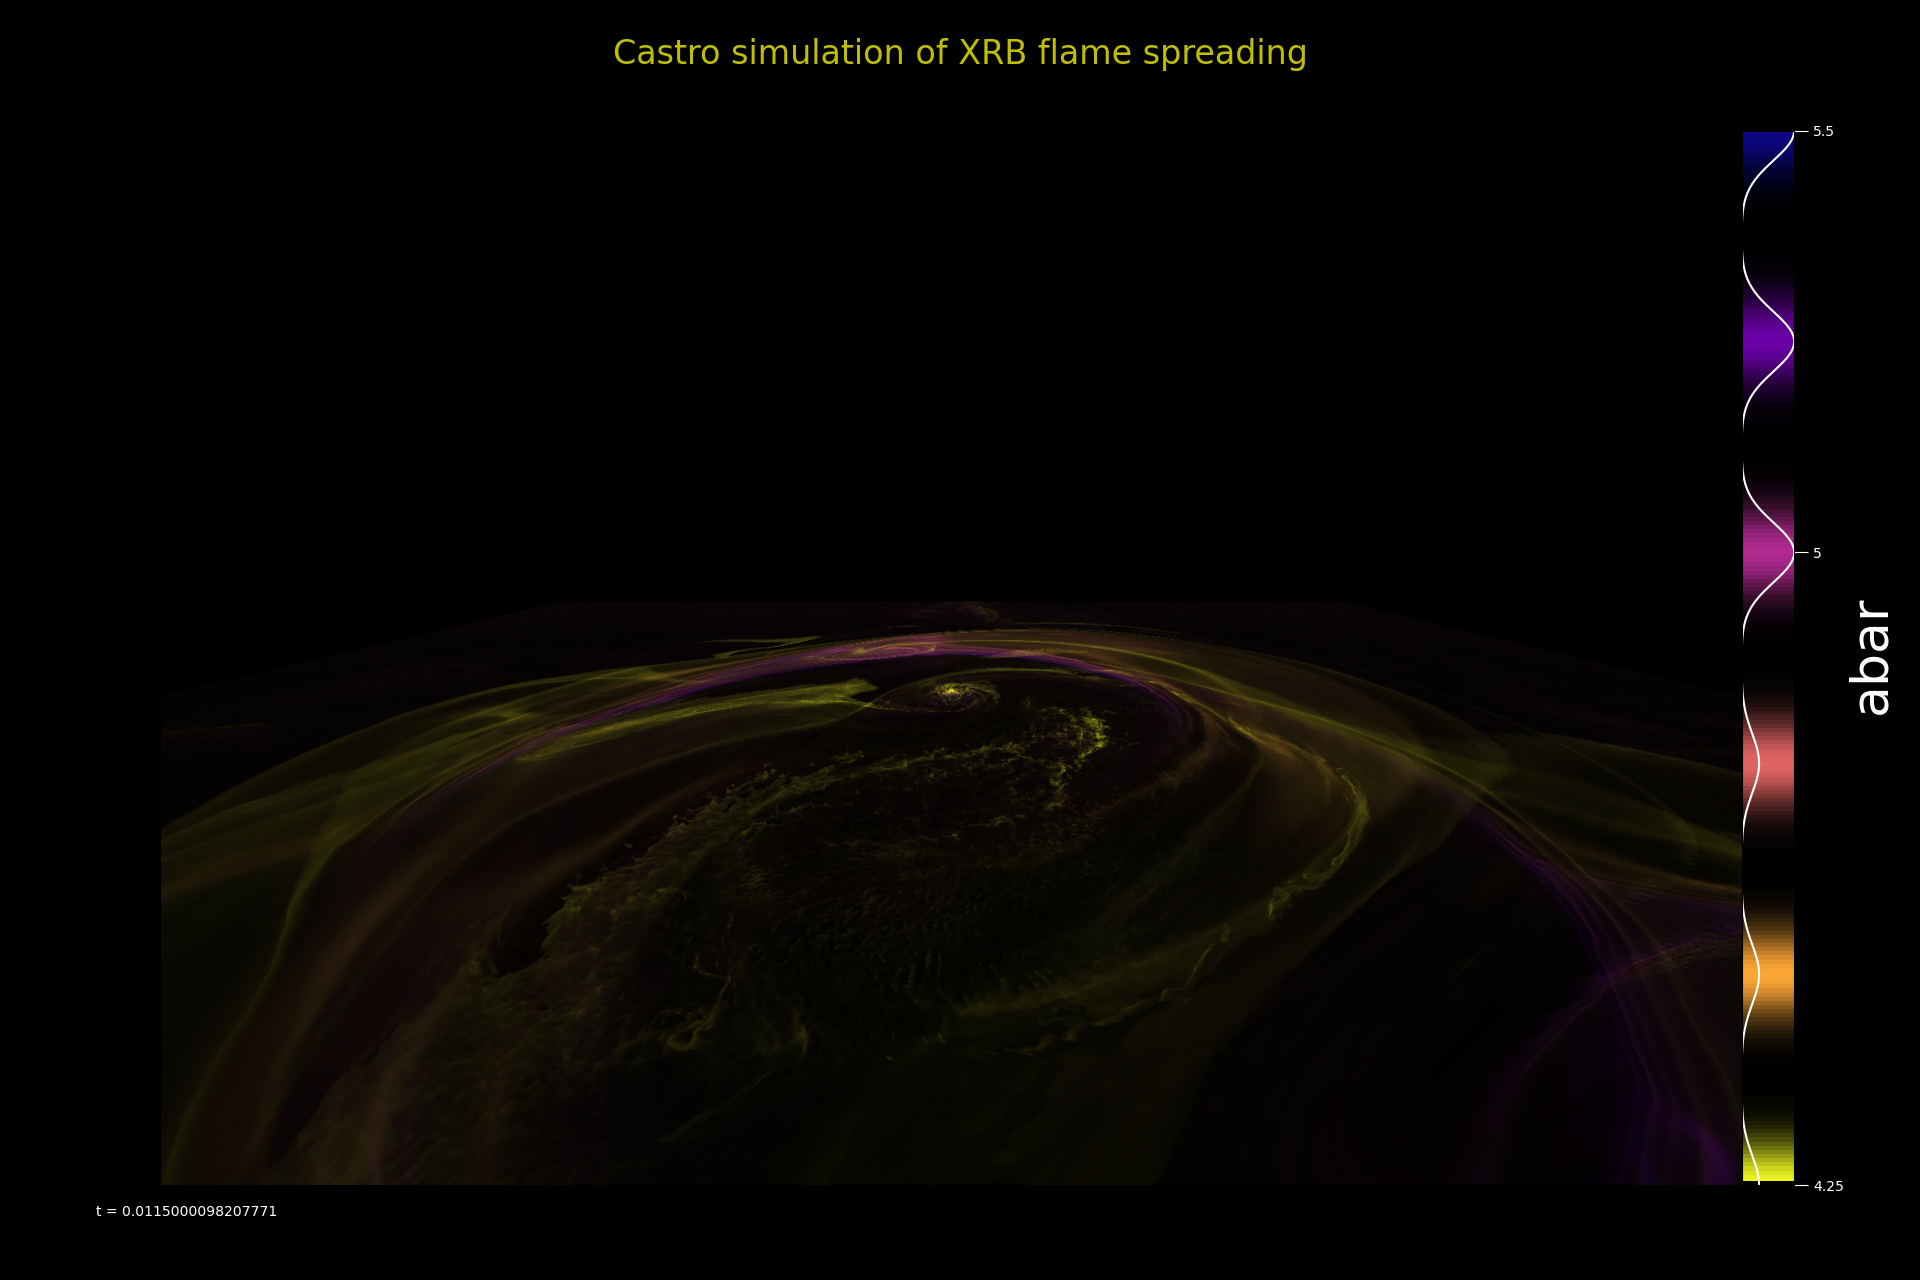 Castro simulation of XRB flame spreading
5.5
5
abar
4.25
t = 0.0115000098207771